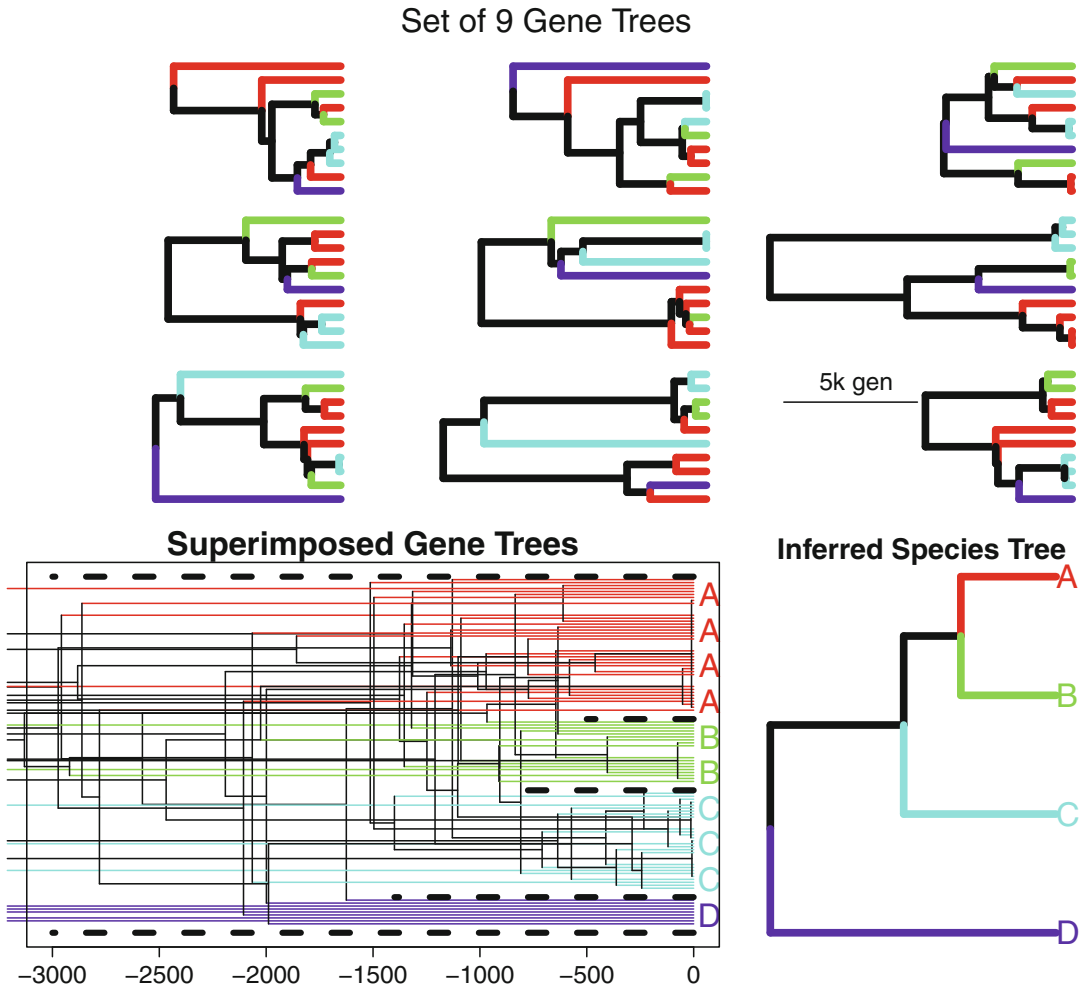 Set of 9 Gene Trees
5k gen
Superimposed Gene Trees
A
A
A
A
B
B
C
C
C
D
−3000 −2500 −2000 −1500 −1000 −500 0
Inferred Species Tree
A
B
C
D